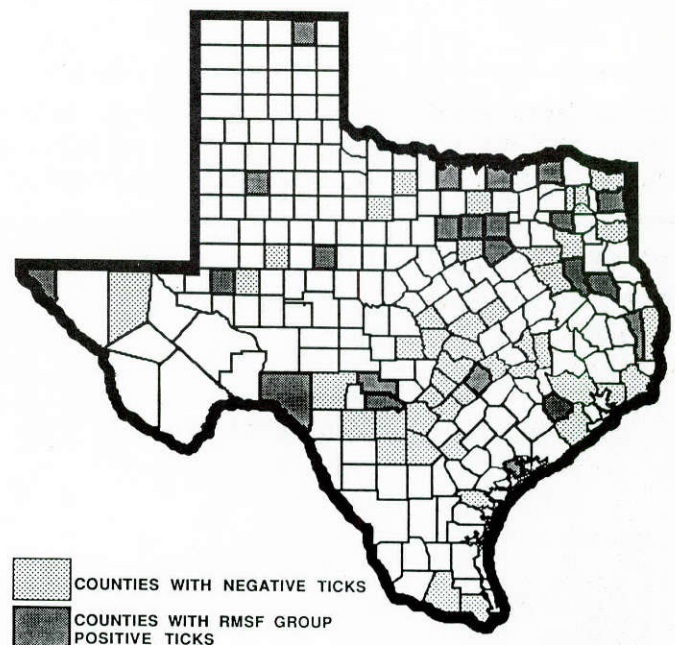 COUNTIES WITH NEGATIVE TICKS
COUNTIES WITH RMSF GROUP
POSITIVE TICKS